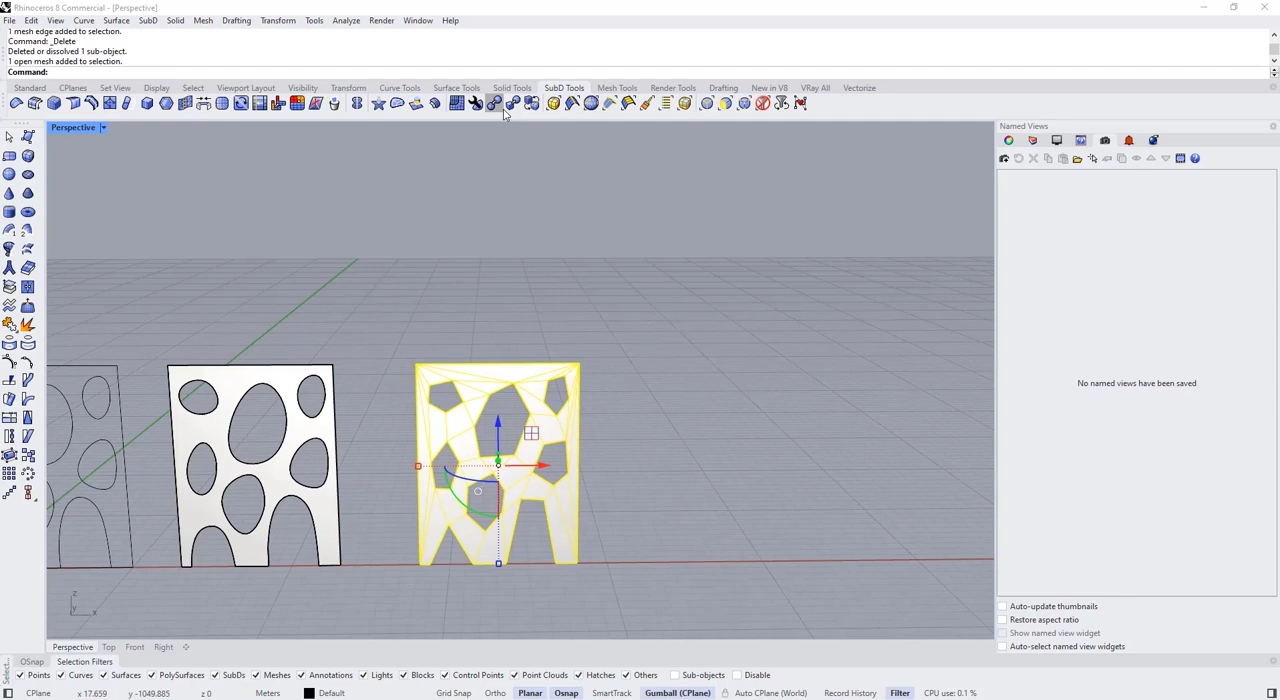 Rhinoceros 8 Commercial - [Perspective]
File Edit View Curve Surface SubD Solid Mesh Drafting Transform Tools Analyze Render Window Help
1 mesh edge added to selection.
Command: _Delete
Deleted or dissolved 1 sub-object.
1 open mesh added to selection.
Command:
Standard CPlanes Set View Display Select Viewport Layout Visibility Transform Curve Tools Surface Tools Solid Tools SubD Tools Mesh Tools Render Tools Drafting New in V8 VRay All Vectorize
Perspective
Named Views
No named views have been saved
z
y x
Auto-update thumbnails
Restore aspect ratio
Show named view widget
Auto-select named view widgets
Perspective Top Front Right
OSnap Selection Filters
Points Curves Surfaces PolySurfaces SubDs Meshes Annotations Lights Blocks Control Points Point Clouds Hatches Others Sub-objects Disable
CPlane x 17.659 y -1049.885 z 0 Meters Default Grid Snap Ortho Planar Osnap SmartTrack Gumball (CPlane) Auto CPlane (World) Record History Filter CPU use: 0.1 %